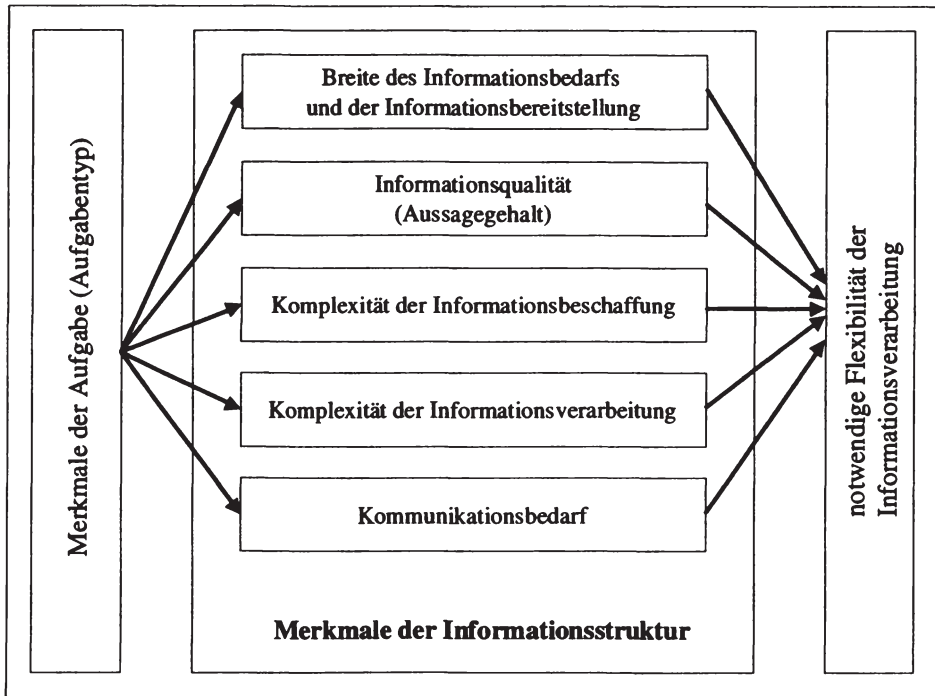 Merkmale der Aufgabe (Aufgabentyp)
Breite des Informationsbedarfs
und der Informationsbereitstellung
Informationsqualität
(Aussagegehalt)
Komplexität der Informationsbeschaffung
Komplexität der Informationsverarbeitung
Kommunikationsbedarf
Merkmale der Informationsstruktur
notwendige Flexibilität der
Informationsverarbeitung